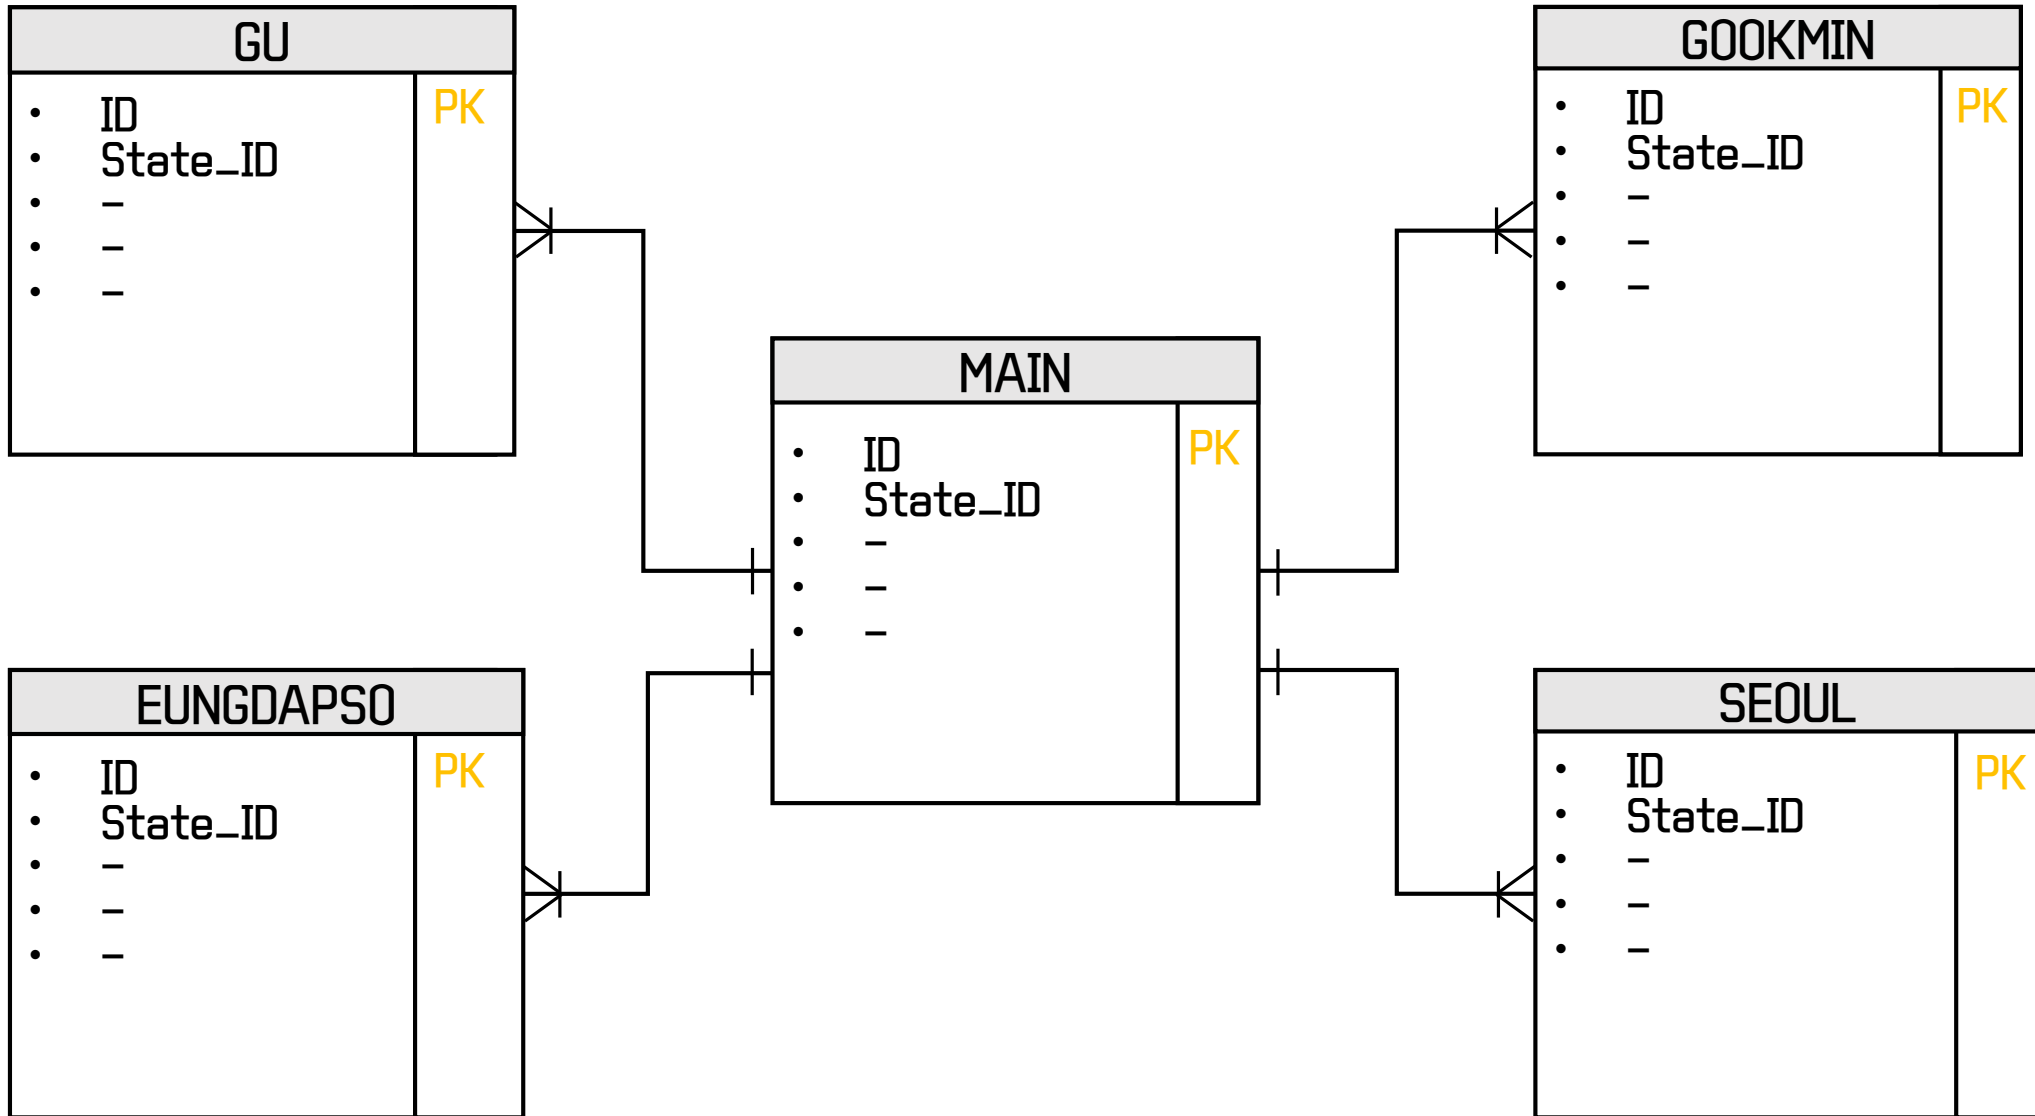 GU
PK
• ID
• State_ID
• –
• –
• –
GOOKMIN
PK
• ID
• State_ID
• –
• –
• –
MAIN
PK
• ID
• State_ID
• –
• –
• –
EUNGDAPSO
PK
• ID
• State_ID
• –
• –
• –
SEOUL
PK
• ID
• State_ID
• –
• –
• –